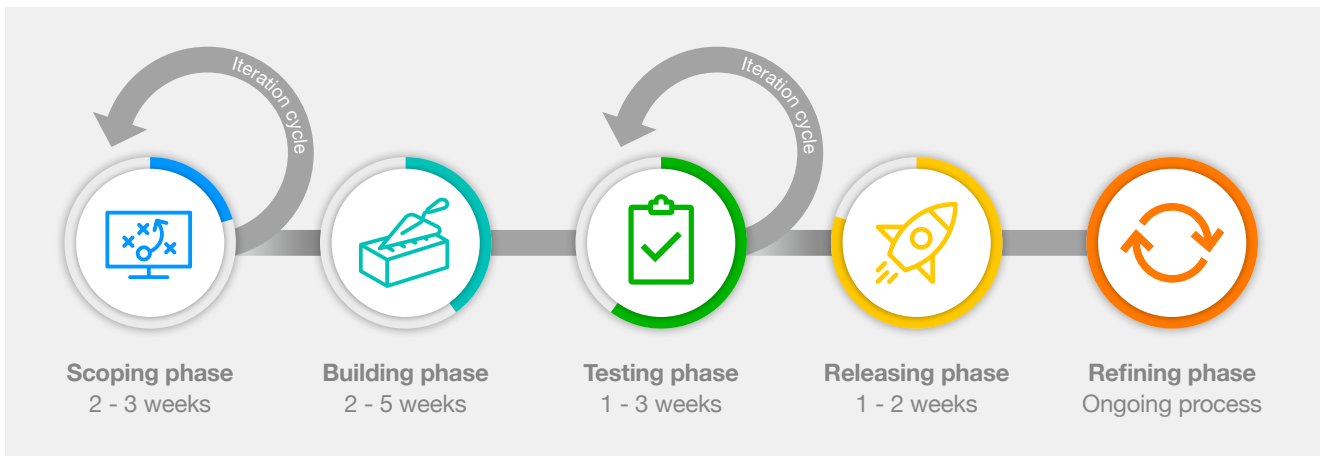 Iteration cycle
Iteration cycle
Scoping phase
2 - 3 weeks
Building phase
2 - 5 weeks
Testing phase
1 - 3 weeks
Releasing phase
1 - 2 weeks
Refining phase
Ongoing process